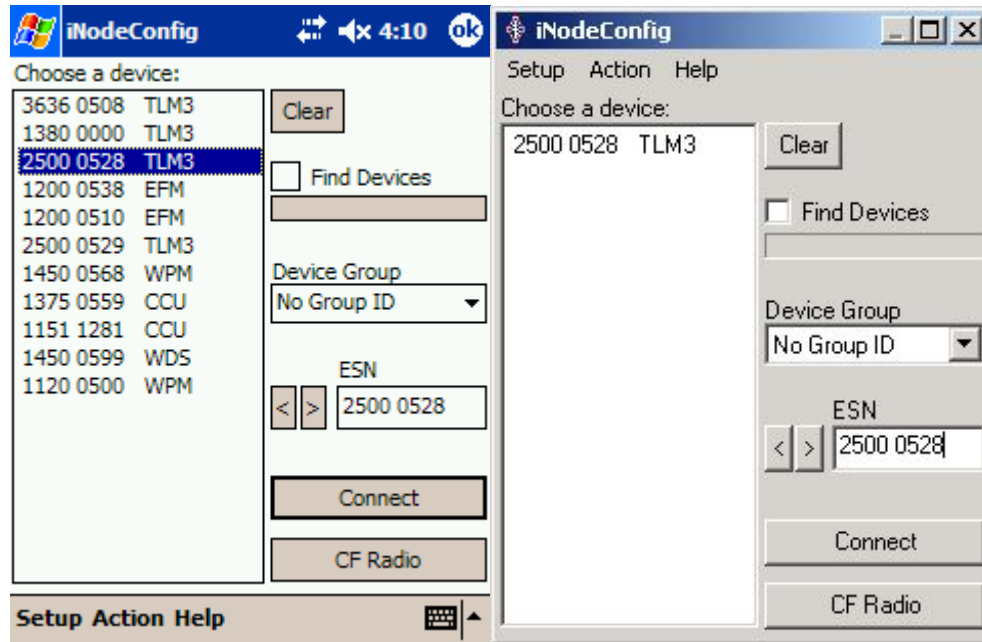 iNodeConfig 4:10 ok
Choose a device:
3636 0508 TLM3
1380 0000 TLM3
2500 0528 TLM3
1200 0538 EFM
1200 0510 EFM
2500 0529 TLM3
1450 0568 WPM
1375 0559 CCU
1151 1281 CCU
1450 0599 WDS
1120 0500 WPM
Clear
Find Devices
Device Group
No Group ID
ESN
< > 2500 0528
Connect
CF Radio
Setup Action Help
iNodeConfig
Setup Action Help
Choose a device:
2500 0528 TLM3
Clear
Find Devices
Device Group
No Group ID
ESN
< > 2500 0528
Connect
CF Radio